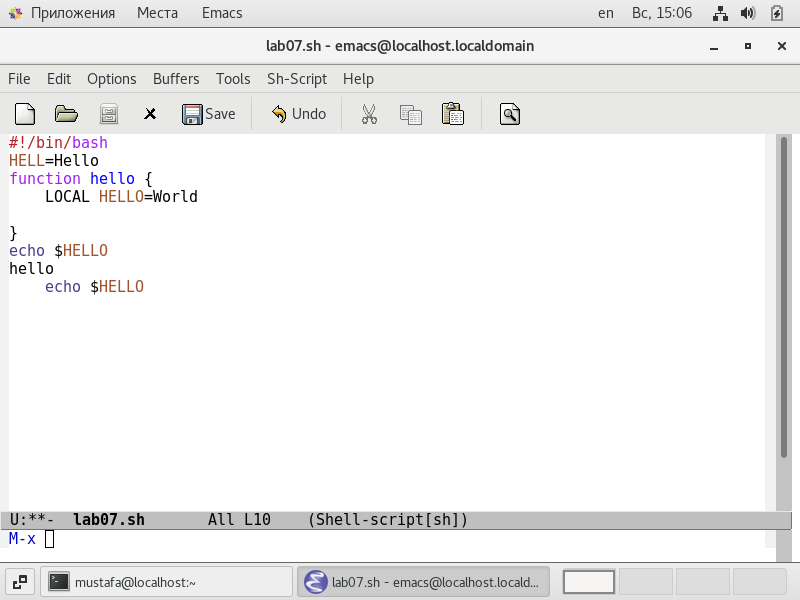 Приложения Места Emacs en Вс, 15:06
lab07.sh - emacs@localhost.localdomain
File Edit Options Buffers Tools Sh-Script Help
Save Undo
#!/bin/bash
HELL=Hello
function hello {
    LOCAL HELLO=World
}
echo $HELLO
hello
    echo $HELLO
U:**- lab07.sh All L10 (Shell-script[sh])
M-x
mustafa@localhost:~ lab07.sh - emacs@localhost.locald...